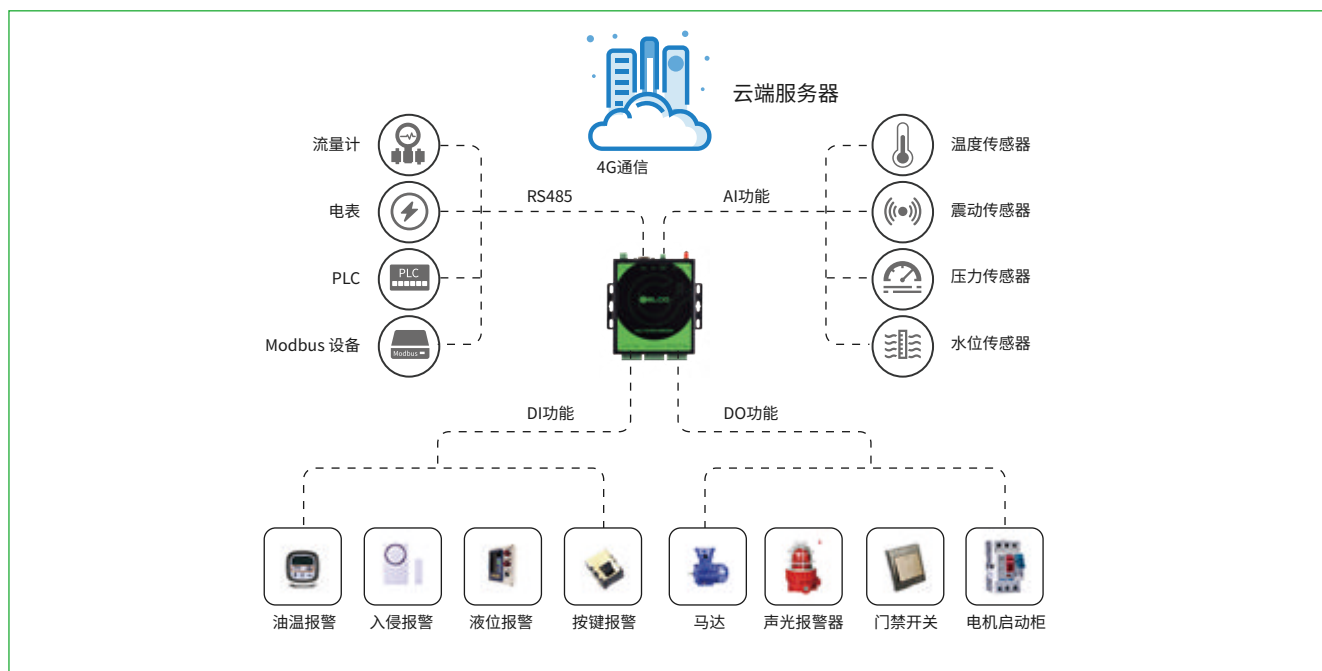 云端服务器
4G通信
流量计
电表
PLC
PLC
Modbus 设备
Modbus
RS485
AI功能
温度传感器
震动传感器
压力传感器
水位传感器
DI功能
DO功能
油温报警
入侵报警
液位报警
按键报警
马达
声光报警器
门禁开关
电机启动柜